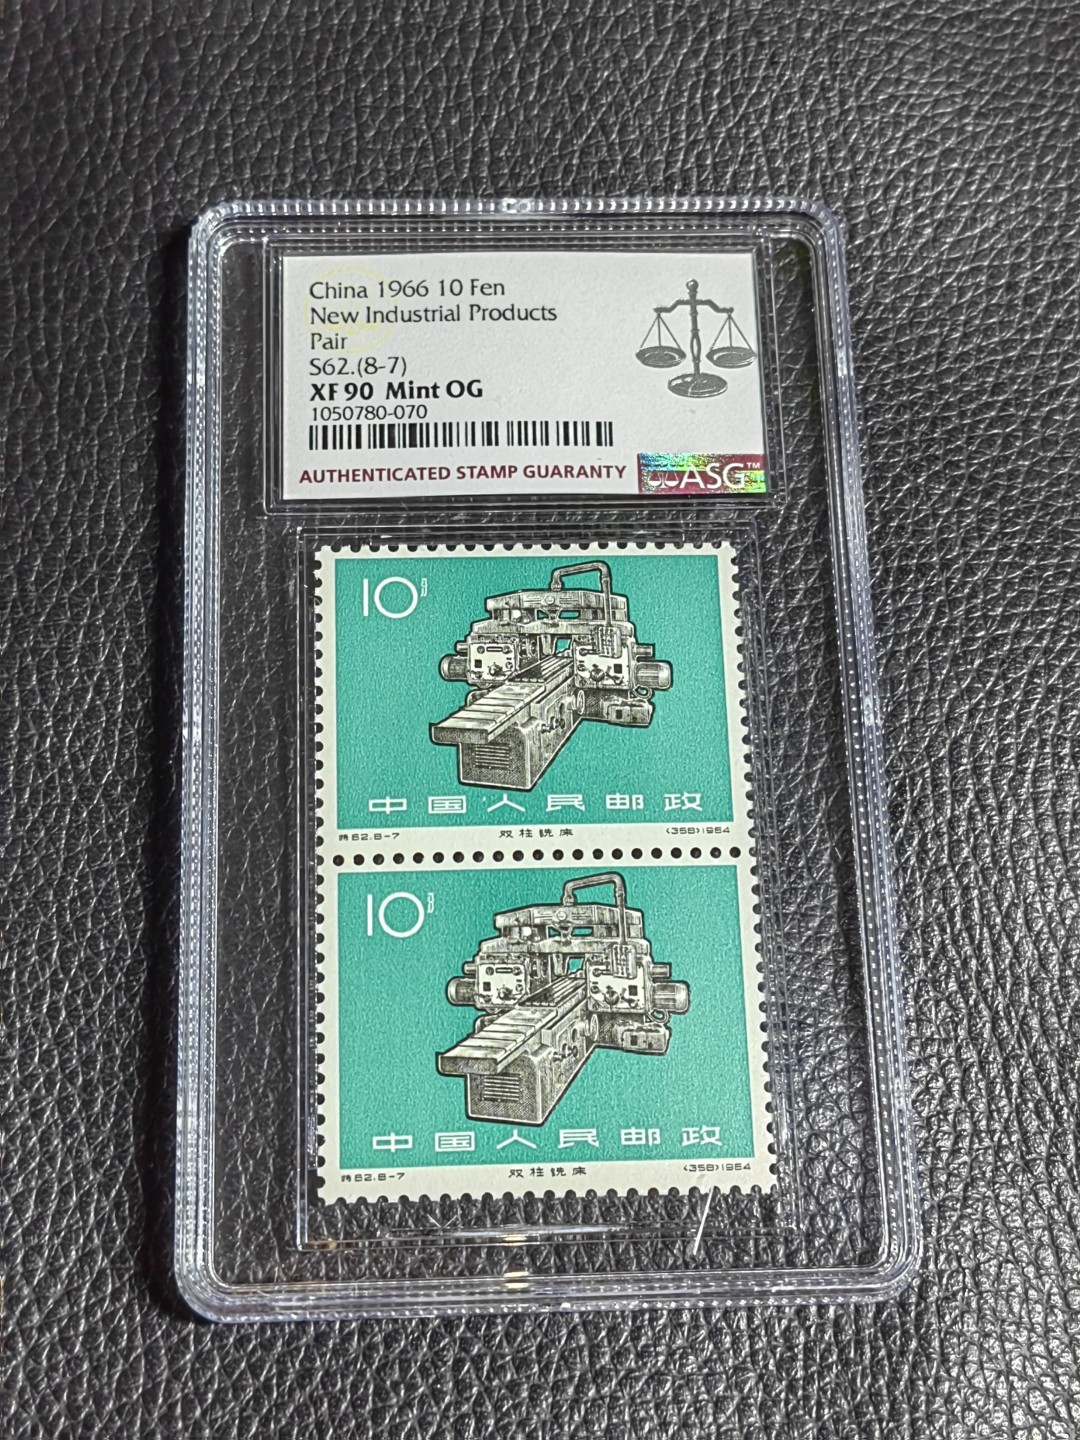 China 1966 10 Fen
New Industrial Products
Pair
S62.(8-7)
XF 90 Mint OG
1050780-070
AUTHENTICATED STAMP GUARANTY
ASG™
10分
中国人民邮政
特62.8-7 双柱铣床 (358)1964
10分
中国人民邮政
特62.8-7 双柱铣床 (358)1964